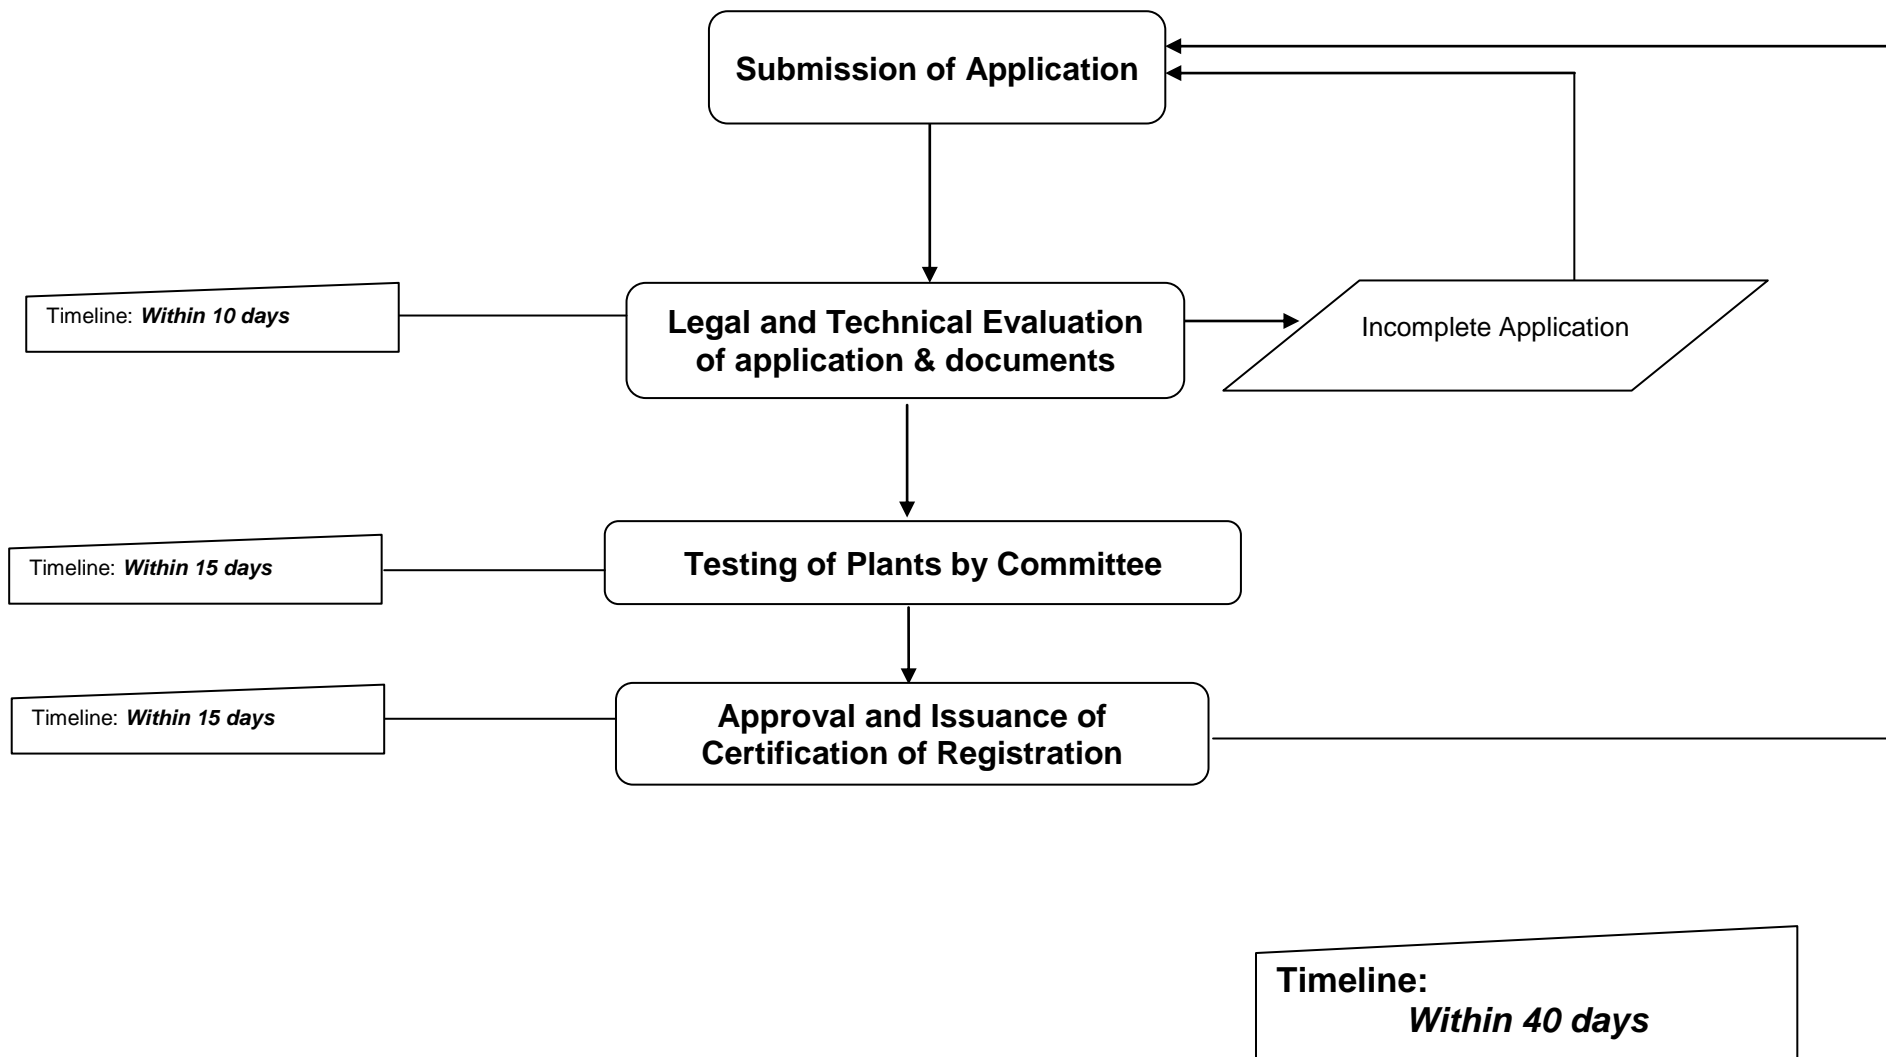 Submission of Application
Timeline: Within 10 days
Legal and Technical Evaluation
of application & documents
Incomplete Application
Timeline: Within 15 days
Testing of Plants by Committee
Timeline: Within 15 days
Approval and Issuance of
Certification of Registration
Timeline:
Within 40 days